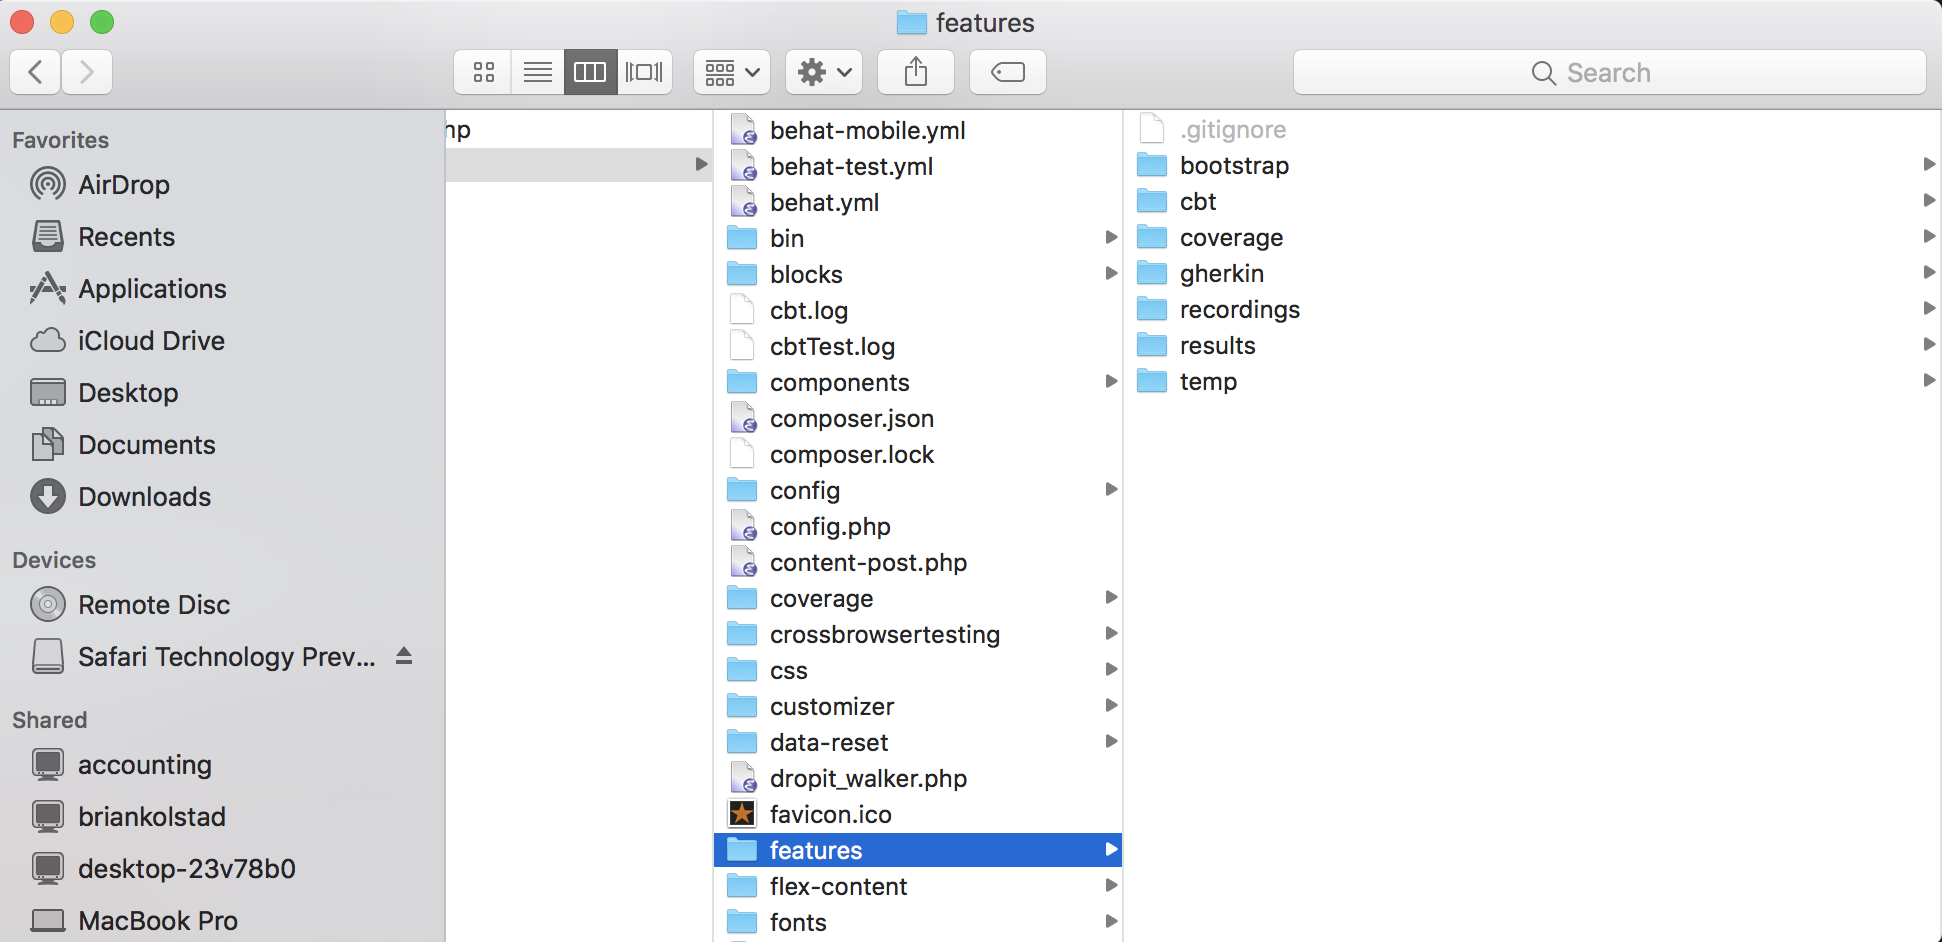 features
Search
Favorites
AirDrop
Recents
Applications
iCloud Drive
Desktop
Documents
Downloads
Devices
Remote Disc
Safari Technology Prev...
Shared
accounting
briankolstad
desktop-23v78b0
MacBook Pro
behat-mobile.yml
behat-test.yml
behat.yml
bin
blocks
cbt.log
cbtTest.log
components
composer.json
composer.lock
config
config.php
content-post.php
coverage
crossbrowsertesting
css
customizer
data-reset
dropit_walker.php
favicon.ico
features
flex-content
fonts
.gitignore
bootstrap
cbt
coverage
gherkin
recordings
results
temp